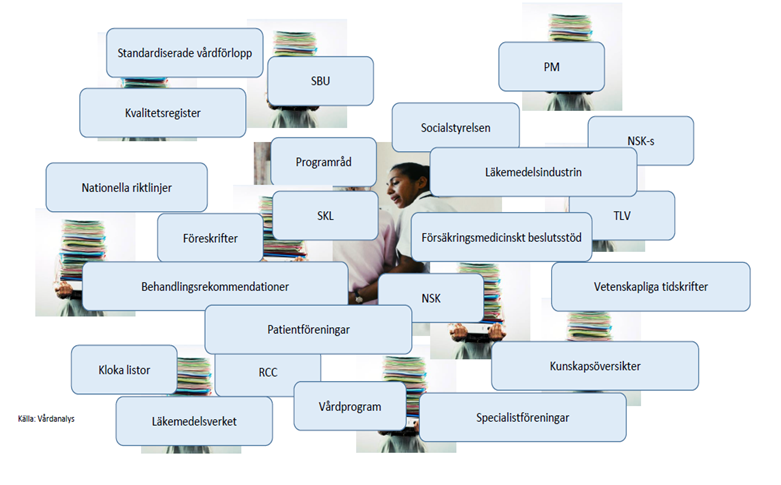 Standardiserade vårdförlopp
SBU
PM
Kvalitetsregister
Socialstyrelsen
NSK-s
Programråd
Läkemedelsindustrin
Nationella riktlinjer
SKL
TLV
Föreskrifter
Försäkringsmedicinskt beslutsstöd
Behandlingsrekommendationer
NSK
Vetenskapliga tidskrifter
Patientföreningar
Kloka listor
RCC
Kunskapsöversikter
Vårdprogram
Källa: Vårdanalys
Läkemedelsverket
Specialistföreningar